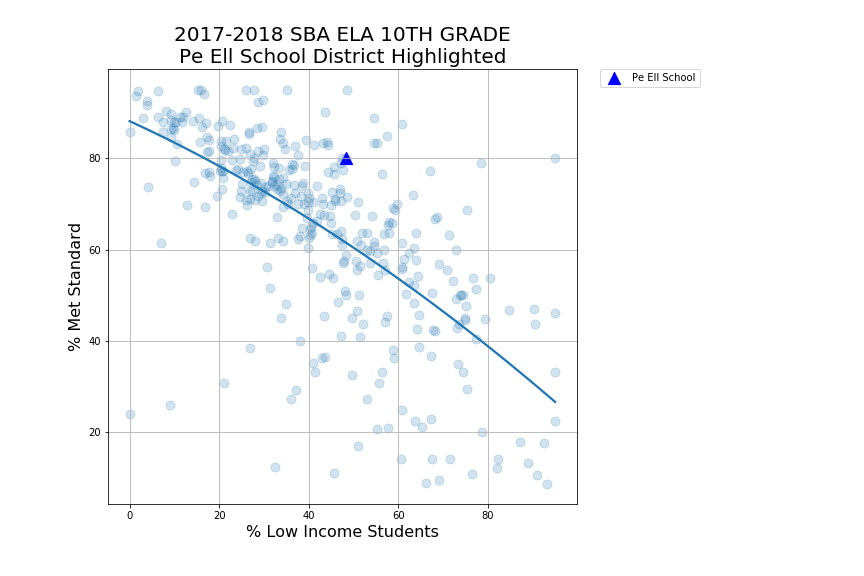 2017-2018 SBA ELA 10TH GRADE
Pe Ell School District Highlighted
Pe Ell School
% Met Standard
80
60
40
20
0 20 40 60 80
% Low Income Students